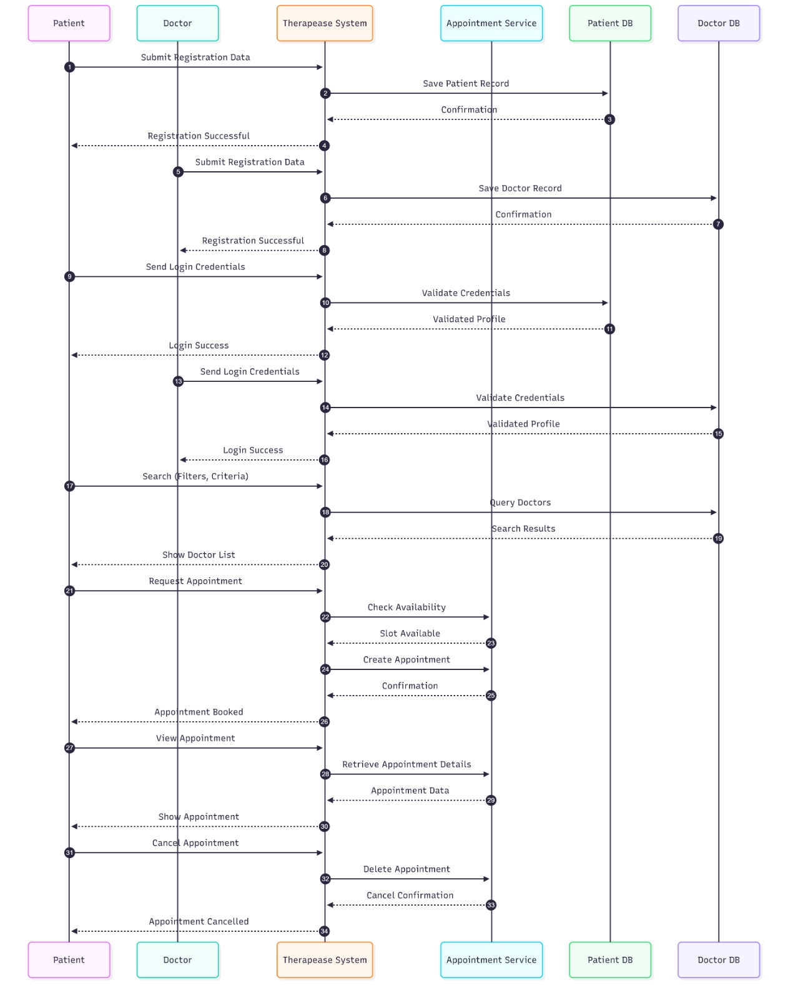 Patient
Doctor
Therapease System
Appointment Service
Patient DB
Doctor DB
Submit Registration Data
1
Save Patient Record
2
Confirmation
3
Registration Successful
4
Submit Registration Data
5
Save Doctor Record
6
Confirmation
7
Registration Successful
8
Send Login Credentials
9
Validate Credentials
10
Validated Profile
11
Login Success
12
Send Login Credentials
13
Validate Credentials
14
Validated Profile
15
Login Success
16
Search (Filters, Criteria)
17
Query Doctors
18
Search Results
19
Show Doctor List
20
Request Appointment
21
Check Availability
22
Slot Available
23
Create Appointment
24
Confirmation
25
Appointment Booked
26
View Appointment
27
Retrieve Appointment Details
28
Appointment Data
29
Show Appointment
30
Cancel Appointment
31
Delete Appointment
32
Cancel Confirmation
33
Appointment Cancelled
34
Patient
Doctor
Therapease System
Appointment Service
Patient DB
Doctor DB